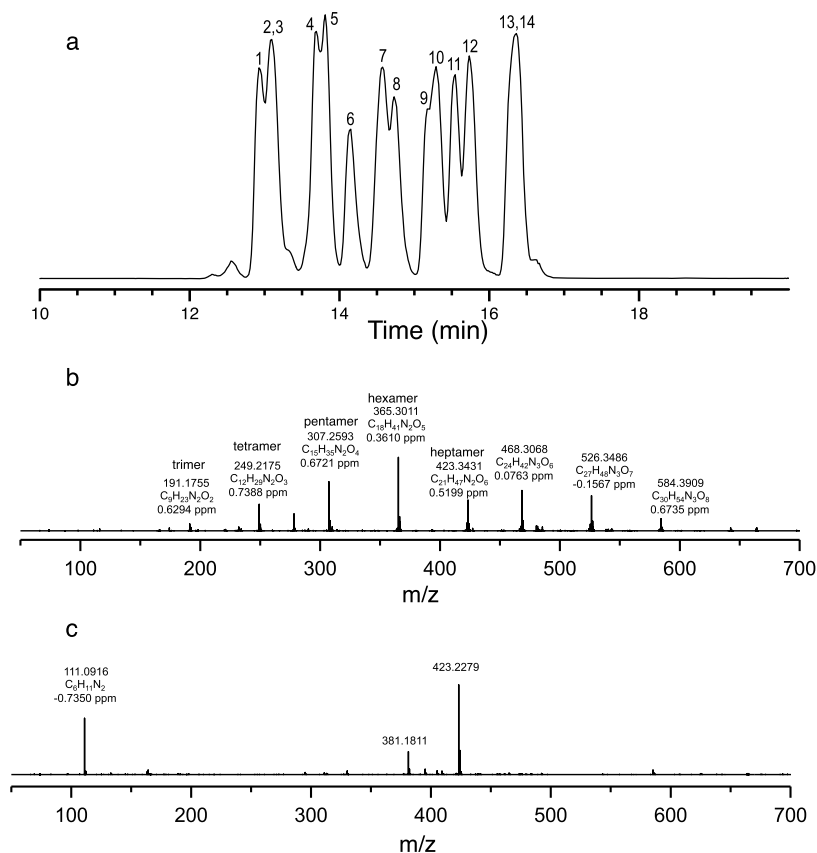 a
1
2,3
4
5
6
7
8
9
10
11
12
13,14
10
12
14
16
18
Time (min)
b
trimer
191.1755
C9H23N2O2
0.6294 ppm
tetramer
249.2175
C12H29N2O3
0.7388 ppm
pentamer
307.2593
C15H35N2O4
0.6721 ppm
hexamer
365.3011
C18H41N2O5
0.3610 ppm
heptamer
423.3431
C21H47N2O6
0.5199 ppm
468.3068
C24H42N3O6
0.0763 ppm
526.3486
C27H48N3O7
-0.1567 ppm
584.3909
C30H54N3O8
0.6735 ppm
100
200
300
400
500
600
700
m/z
c
111.0916
C6H11N2
-0.7350 ppm
381.1811
423.2279
100
200
300
400
500
600
700
m/z